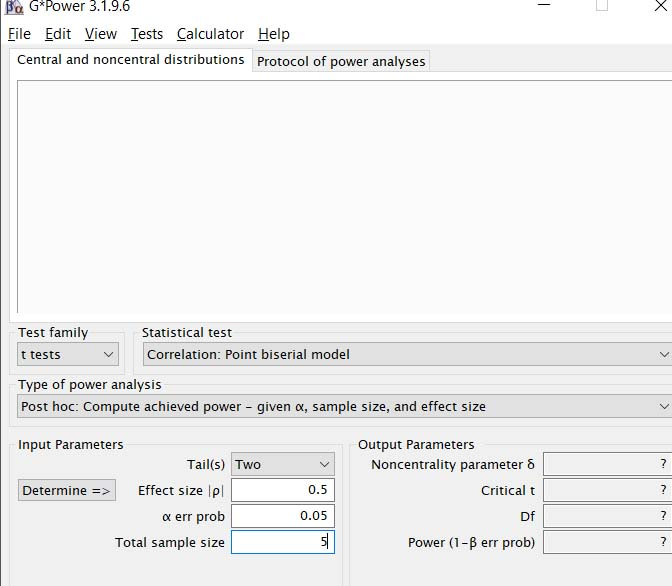 G*Power 3.1.9.6
File Edit View Tests Calculator Help
Central and noncentral distributions Protocol of power analyses
Test family Statistical test
t tests Correlation: Point biserial model
Type of power analysis
Post hoc: Compute achieved power – given α, sample size, and effect size
Input Parameters Output Parameters
Tail(s) Two Noncentrality parameter δ ?
Determine => Effect size |ρ| 0.5 Critical t ?
α err prob 0.05 Df ?
Total sample size 5 Power (1-β err prob) ?